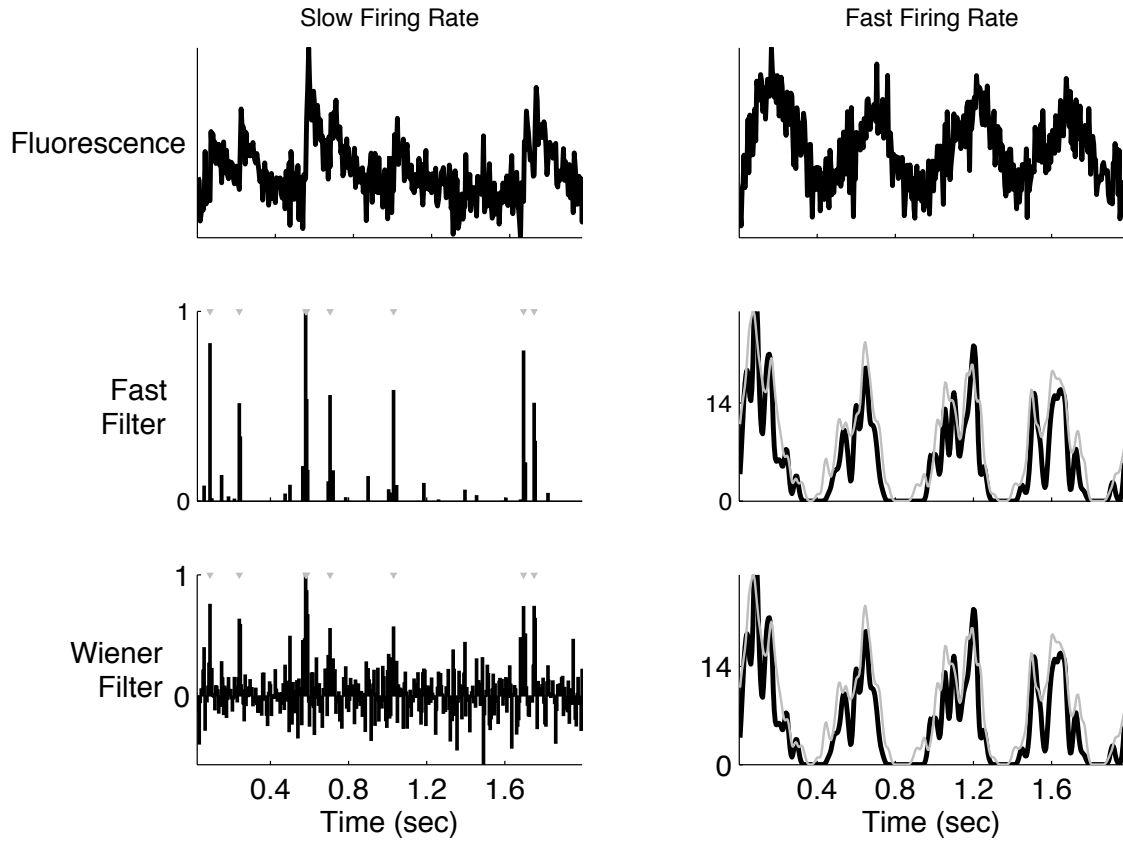 Slow Firing Rate
Fast Firing Rate
Fluorescence
1
Fast
Filter
0
14
0
1
Wiener
Filter
0
14
0
0.4 0.8 1.2 1.6
Time (sec)
0.4 0.8 1.2 1.6
Time (sec)